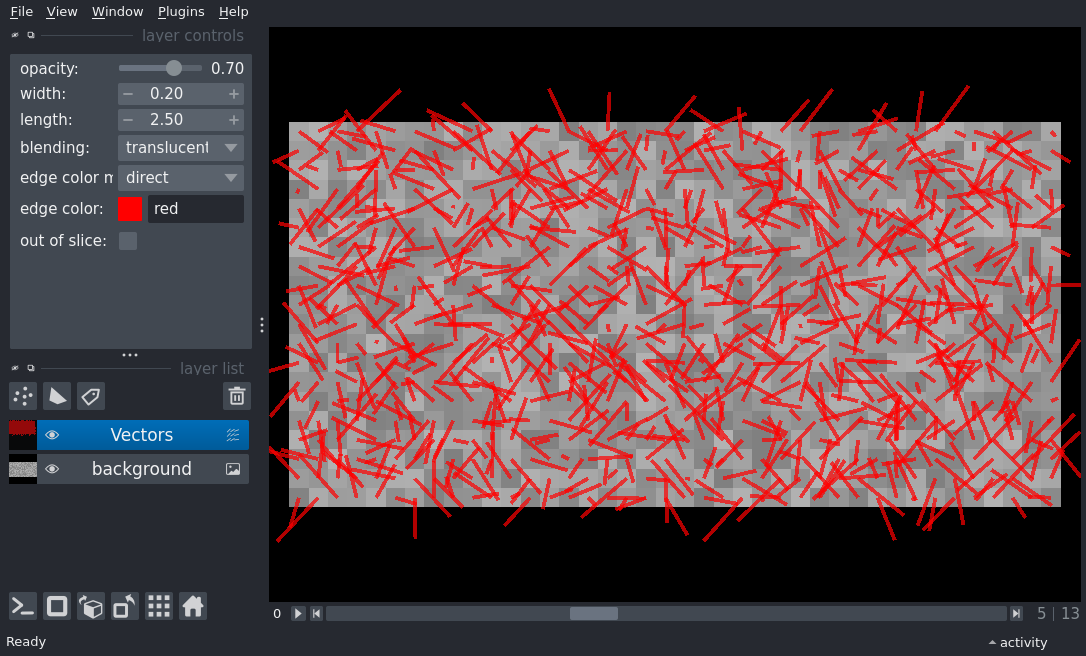 File View Window Plugins Help
layer controls
opacity: 0.70
width: − 0.20 +
length: − 2.50 +
blending: translucent
edge color m direct
edge color: red
out of slice:
layer list
Vectors
background
0 5 | 13
Ready activity